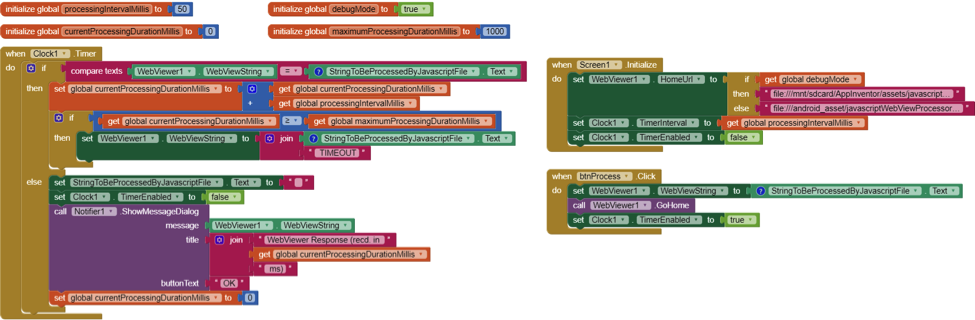 initialize global processingIntervalMillis to 50
initialize global debugMode to true
initialize global currentProcessingDurationMillis to 0
initialize global maximumProcessingDurationMillis to 1000
when Clock1 .Timer
do if compare texts WebViewer1 . WebViewString = StringToBeProcessedByJavascriptFile . Text
then set global currentProcessingDurationMillis to get global currentProcessingDurationMillis
+ get global processingIntervalMillis
if get global currentProcessingDurationMillis ≥ get global maximumProcessingDurationMillis
then set WebViewer1 . WebViewString to join StringToBeProcessedByJavascriptFile . Text
" TIMEOUT "
else set StringToBeProcessedByJavascriptFile . Text to " "
set Clock1 . TimerEnabled to false
call Notifier1 .ShowMessageDialog
message WebViewer1 . WebViewString
title join " WebViewer Response (recd. in "
get global currentProcessingDurationMillis
" ms) "
buttonText " OK "
set global currentProcessingDurationMillis to 0
when Screen1 .Initialize
do set WebViewer1 . HomeUrl to if get global debugMode
then " file:///mnt/sdcard/AppInventor/assets/javascript... "
else " file:///android_asset/javascriptWebViewProcessor.... "
set Clock1 . TimerInterval to get global processingIntervalMillis
set Clock1 . TimerEnabled to false
when btnProcess .Click
do set WebViewer1 . WebViewString to StringToBeProcessedByJavascriptFile . Text
call WebViewer1 .GoHome
set Clock1 . TimerEnabled to true